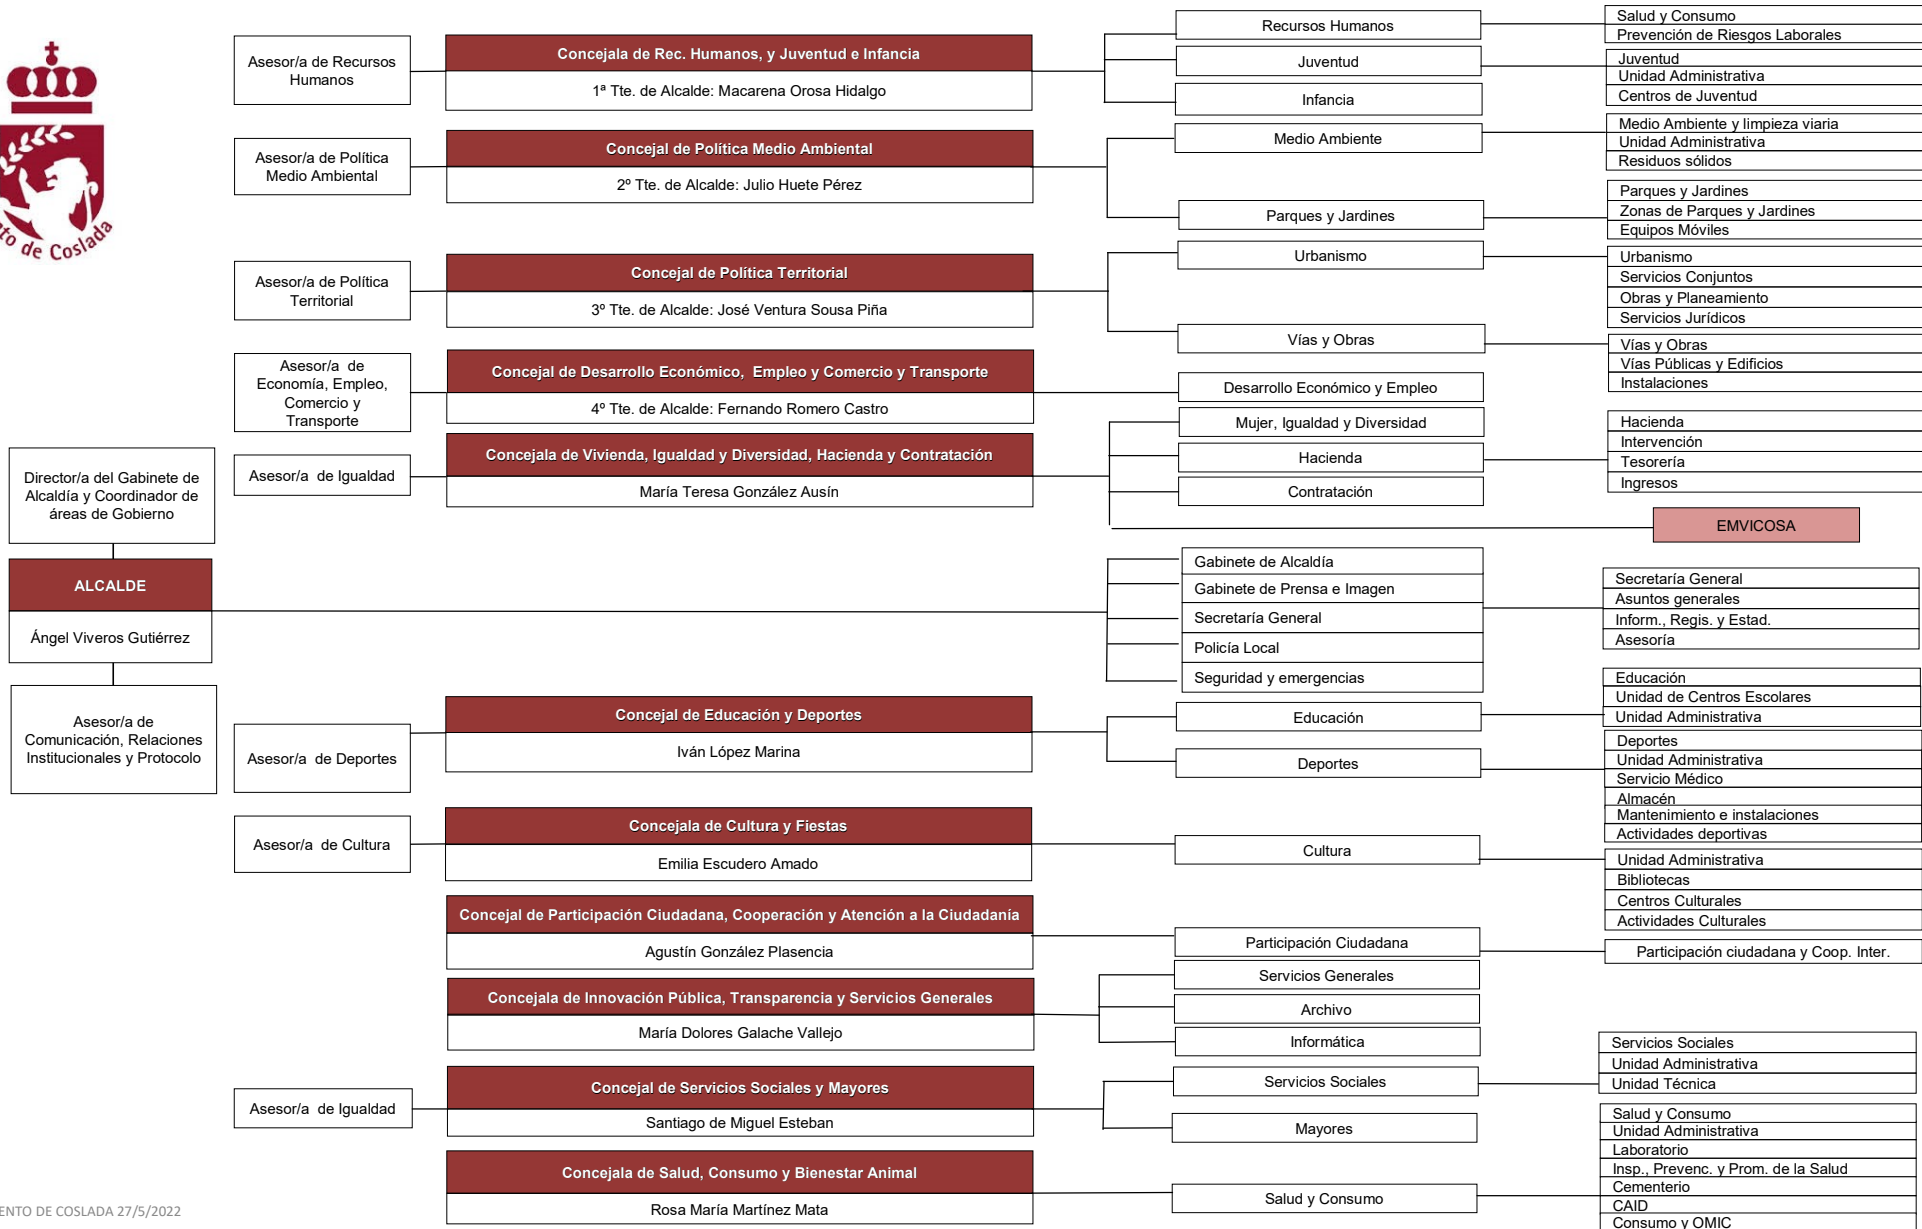 to de Coslada
Director/a del Gabinete de
Alcaldía y Coordinador de
áreas de Gobierno
ALCALDE
Ángel Viveros Gutiérrez
Asesor/a de
Comunicación, Relaciones
Institucionales y Protocolo
Asesor/a de Recursos
Humanos
Concejala de Rec. Humanos, y Juventud e Infancia
1ª Tte. de Alcalde: Macarena Orosa Hidalgo
Recursos Humanos
Salud y Consumo
Prevención de Riesgos Laborales
Juventud
Juventud
Unidad Administrativa
Centros de Juventud
Infancia
Asesor/a de Política
Medio Ambiental
Concejal de Política Medio Ambiental
2º Tte. de Alcalde: Julio Huete Pérez
Medio Ambiente
Medio Ambiente y limpieza viaria
Unidad Administrativa
Residuos sólidos
Parques y Jardines
Parques y Jardines
Zonas de Parques y Jardines
Equipos Móviles
Asesor/a de Política
Territorial
Concejal de Política Territorial
3º Tte. de Alcalde: José Ventura Sousa Piña
Urbanismo
Urbanismo
Servicios Conjuntos
Obras y Planeamiento
Servicios Jurídicos
Vías y Obras
Vías y Obras
Vías Públicas y Edificios
Instalaciones
Asesor/a de
Economía, Empleo,
Comercio y
Transporte
Concejal de Desarrollo Económico, Empleo y Comercio y Transporte
4º Tte. de Alcalde: Fernando Romero Castro
Desarrollo Económico y Empleo
Asesor/a de Igualdad
Concejala de Vivienda, Igualdad y Diversidad, Hacienda y Contratación
María Teresa González Ausín
Mujer, Igualdad y Diversidad
Hacienda
Hacienda
Intervención
Tesorería
Ingresos
Contratación
EMVICOSA
Gabinete de Alcaldía
Gabinete de Prensa e Imagen
Secretaría General
Policía Local
Seguridad y emergencias
Secretaría General
Asuntos generales
Inform., Regis. y Estad.
Asesoría
Asesor/a de Deportes
Concejal de Educación y Deportes
Iván López Marina
Educación
Educación
Unidad de Centros Escolares
Unidad Administrativa
Deportes
Deportes
Unidad Administrativa
Servicio Médico
Almacén
Mantenimiento e instalaciones
Actividades deportivas
Asesor/a de Cultura
Concejala de Cultura y Fiestas
Emilia Escudero Amado
Cultura
Unidad Administrativa
Bibliotecas
Centros Culturales
Actividades Culturales
Concejal de Participación Ciudadana, Cooperación y Atención a la Ciudadanía
Agustín González Plasencia
Participación Ciudadana
Participación ciudadana y Coop. Inter.
Concejala de Innovación Pública, Transparencia y Servicios Generales
María Dolores Galache Vallejo
Servicios Generales
Archivo
Informática
Asesor/a de Igualdad
Concejal de Servicios Sociales y Mayores
Santiago de Miguel Esteban
Servicios Sociales
Servicios Sociales
Unidad Administrativa
Unidad Técnica
Mayores
Concejala de Salud, Consumo y Bienestar Animal
Rosa María Martínez Mata
Salud y Consumo
Salud y Consumo
Unidad Administrativa
Laboratorio
Insp., Prevenc. y Prom. de la Salud
Cementerio
CAID
Consumo y OMIC
ENTO DE COSLADA 27/5/2022